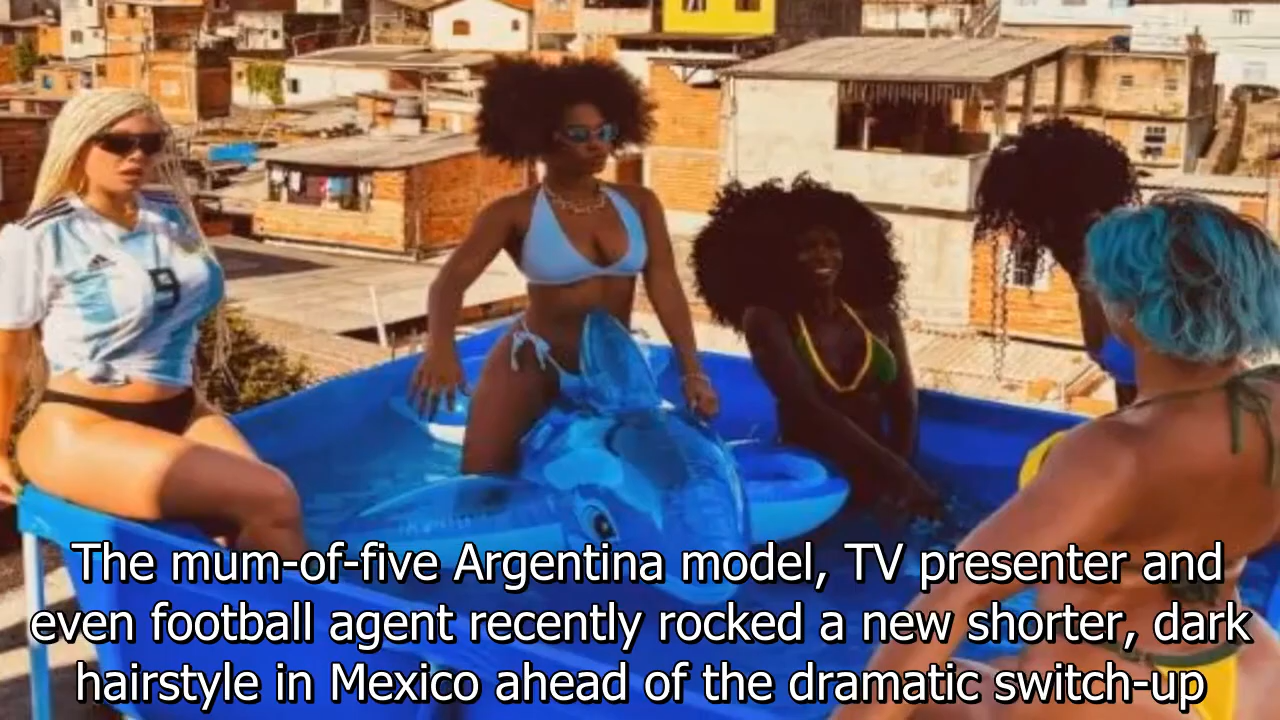 9
The mum-of-five Argentina model, TV presenter and
even football agent recently rocked a new shorter, dark
hairstyle in Mexico ahead of the dramatic switch-up